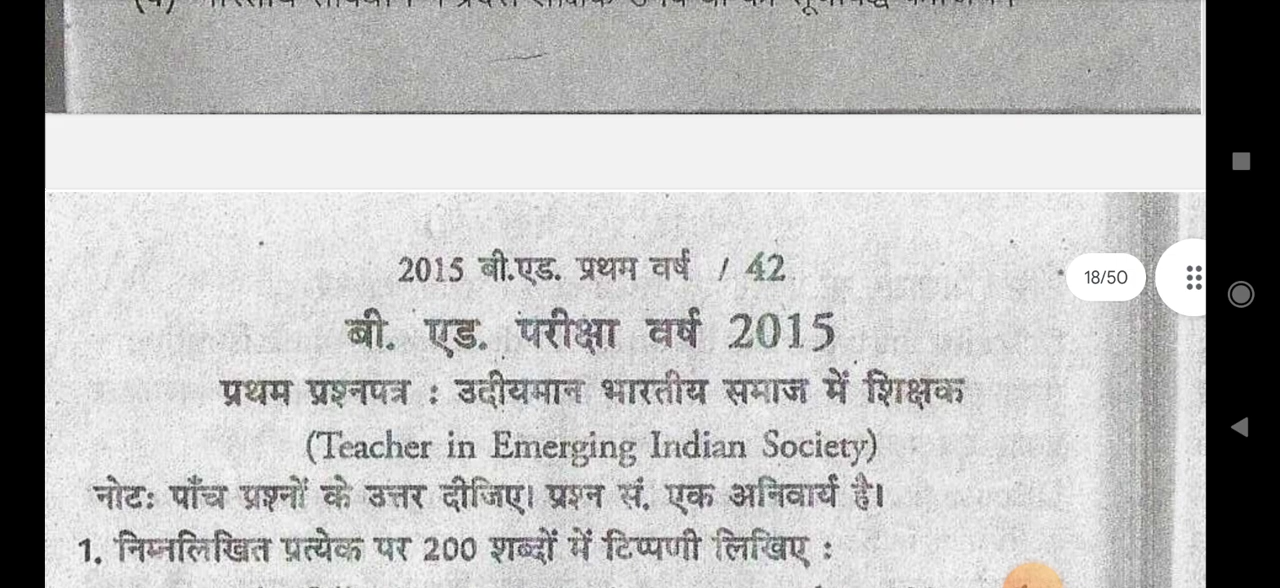 2015 बी.एड. प्रथम वर्ष / 42
18/50
बी. एड. परीक्षा वर्ष 2015
प्रथम प्रश्नपत्र : उदीयमान भारतीय समाज में शिक्षक
(Teacher in Emerging Indian Society)
नोटः पाँच प्रश्नों के उत्तर दीजिए। प्रश्न सं. एक अनिवार्य है।
1. निम्नलिखित प्रत्येक पर 200 शब्दों में टिप्पणी लिखिए :